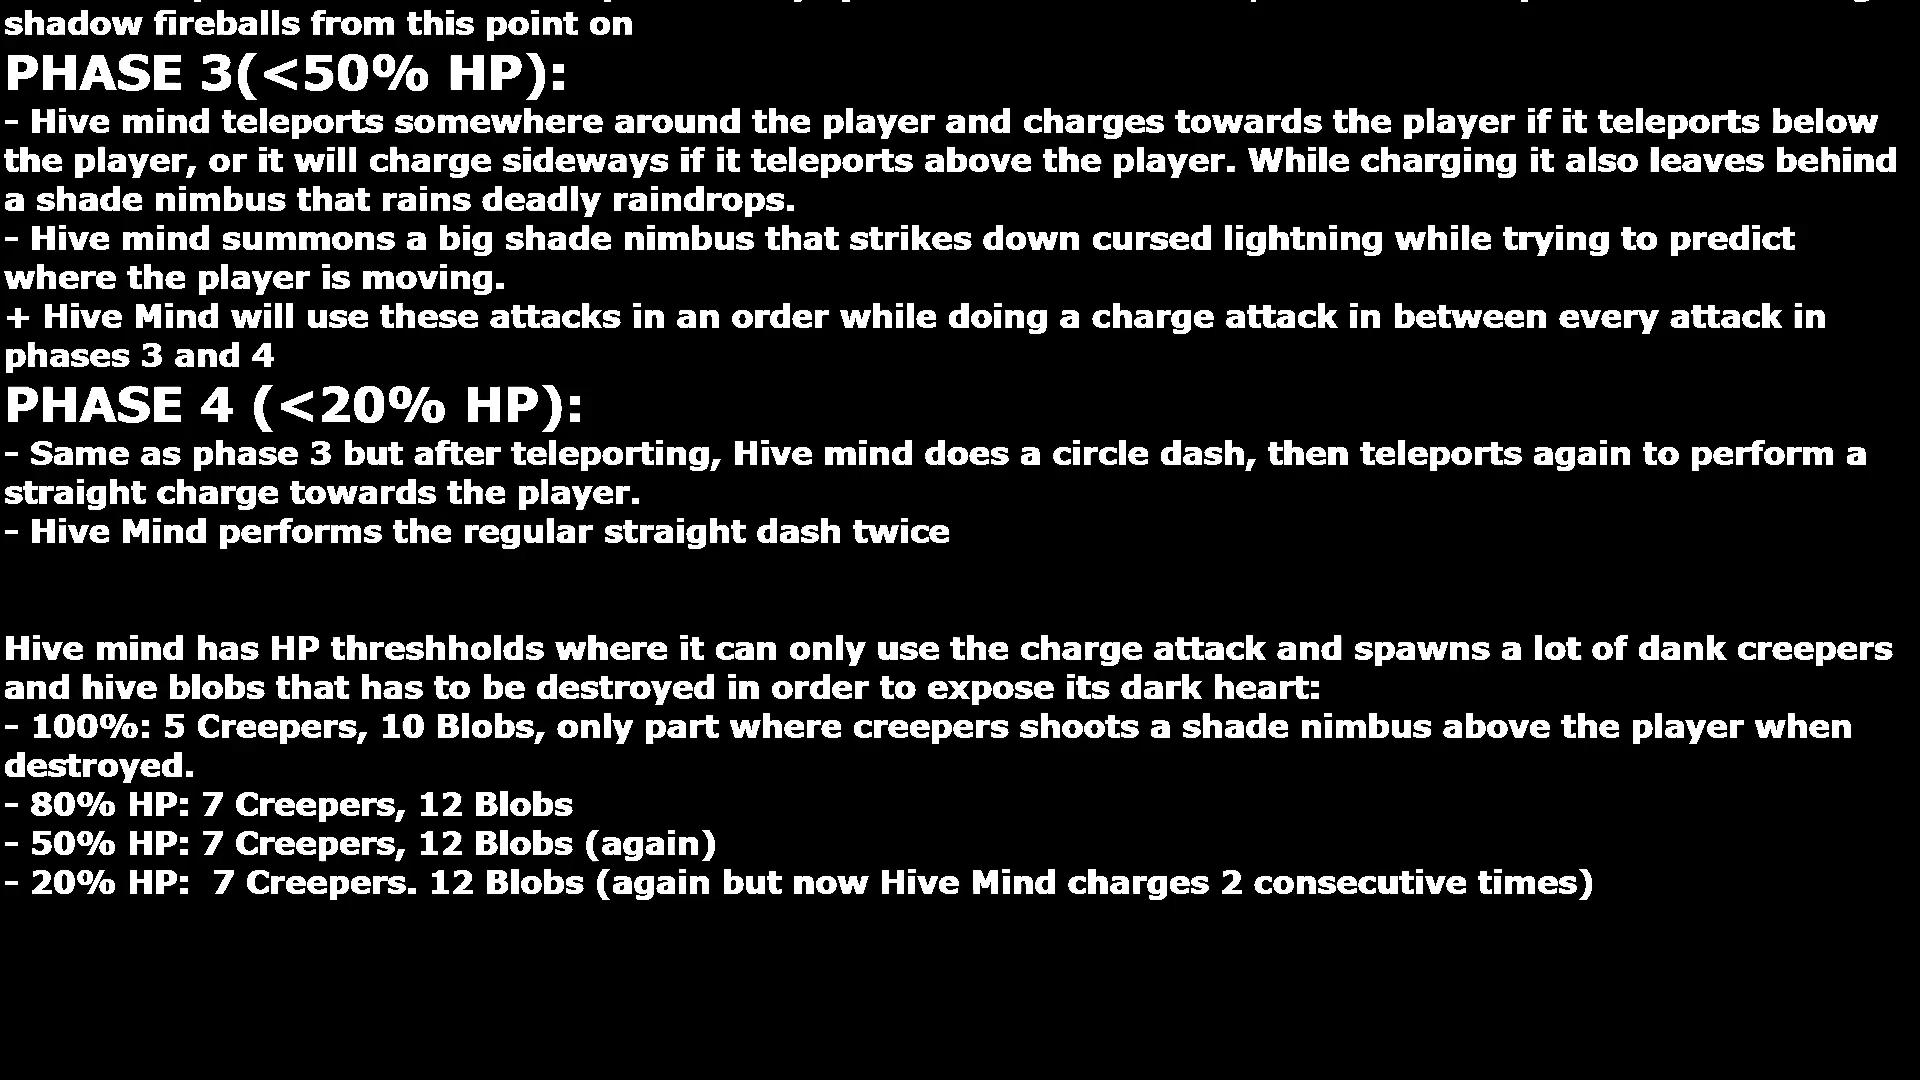 shadow fireballs from this point on
PHASE 3(<50% HP):
- Hive mind teleports somewhere around the player and charges towards the player if it teleports below
the player, or it will charge sideways if it teleports above the player. While charging it also leaves behind
a shade nimbus that rains deadly raindrops.
- Hive mind summons a big shade nimbus that strikes down cursed lightning while trying to predict
where the player is moving.
+ Hive Mind will use these attacks in an order while doing a charge attack in between every attack in
phases 3 and 4
PHASE 4 (<20% HP):
- Same as phase 3 but after teleporting, Hive mind does a circle dash, then teleports again to perform a
straight charge towards the player.
- Hive Mind performs the regular straight dash twice
Hive mind has HP threshholds where it can only use the charge attack and spawns a lot of dank creepers
and hive blobs that has to be destroyed in order to expose its dark heart:
- 100%: 5 Creepers, 10 Blobs, only part where creepers shoots a shade nimbus above the player when
destroyed.
- 80% HP: 7 Creepers, 12 Blobs
- 50% HP: 7 Creepers, 12 Blobs (again)
- 20% HP:  7 Creepers. 12 Blobs (again but now Hive Mind charges 2 consecutive times)